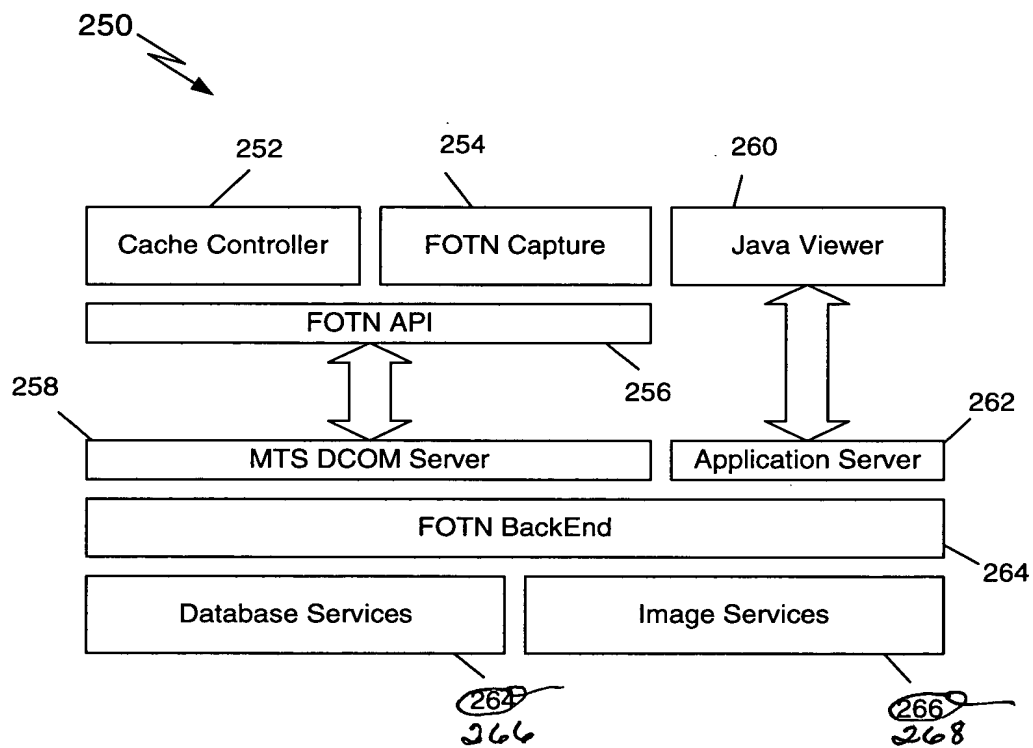 250
252
254
260
Cache Controller
FOTN Capture
Java Viewer
FOTN API
258
256
262
MTS DCOM Server
Application Server
FOTN BackEnd
264
Database Services
Image Services
264
266
266
268